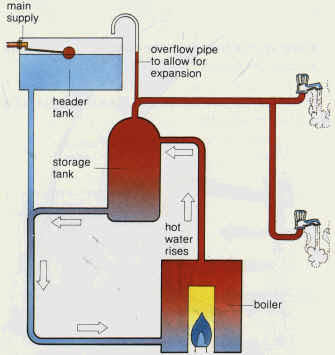 main
supply
overflow pipe
to allow for
expansion
header
tank
storage
tank
hot
water
rises
boiler